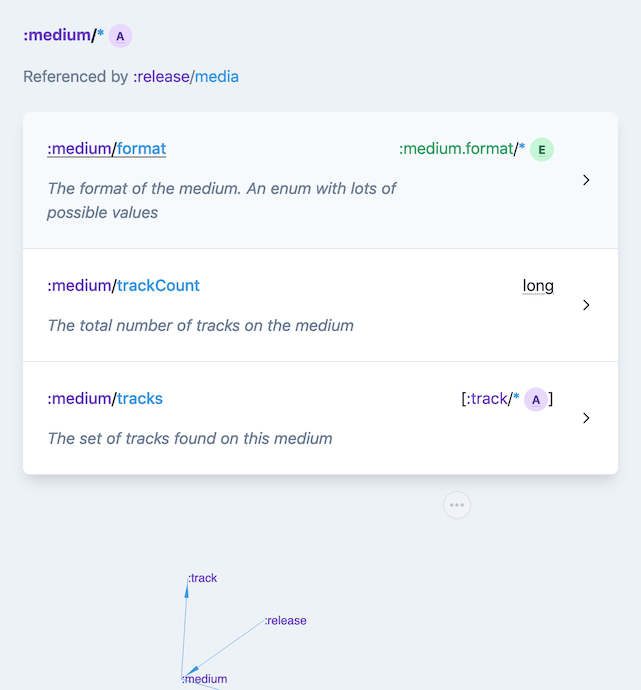 :medium/* A
Referenced by :release/media
:medium/format :medium.format/* E
The format of the medium. An enum with lots of
possible values
:medium/trackCount long
The total number of tracks on the medium
:medium/tracks [:track/* A ]
The set of tracks found on this medium
:track
:release
:medium